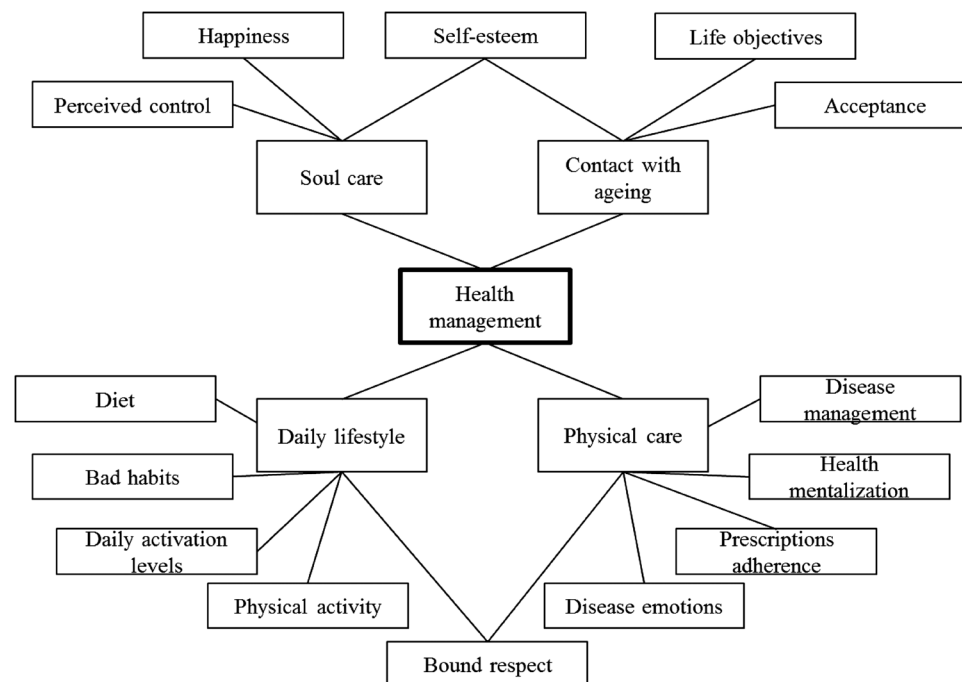 Happiness
Self-esteem
Life objectives
Perceived control
Acceptance
Soul care
Contact with
ageing
Health
management
Diet
Disease
management
Daily lifestyle
Physical care
Bad habits
Health
mentalization
Daily activation
levels
Prescriptions
adherence
Physical activity
Disease emotions
Bound respect